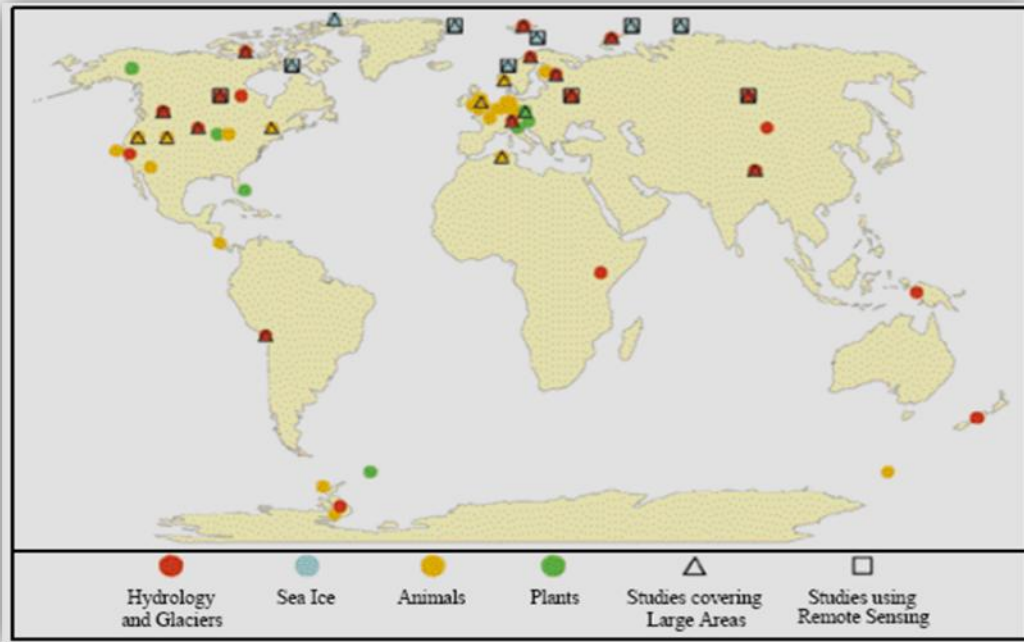 Hydrology
and Glaciers
Sea Ice
Animals
Plants
Studies covering
Large Areas
Studies using
Remote Sensing